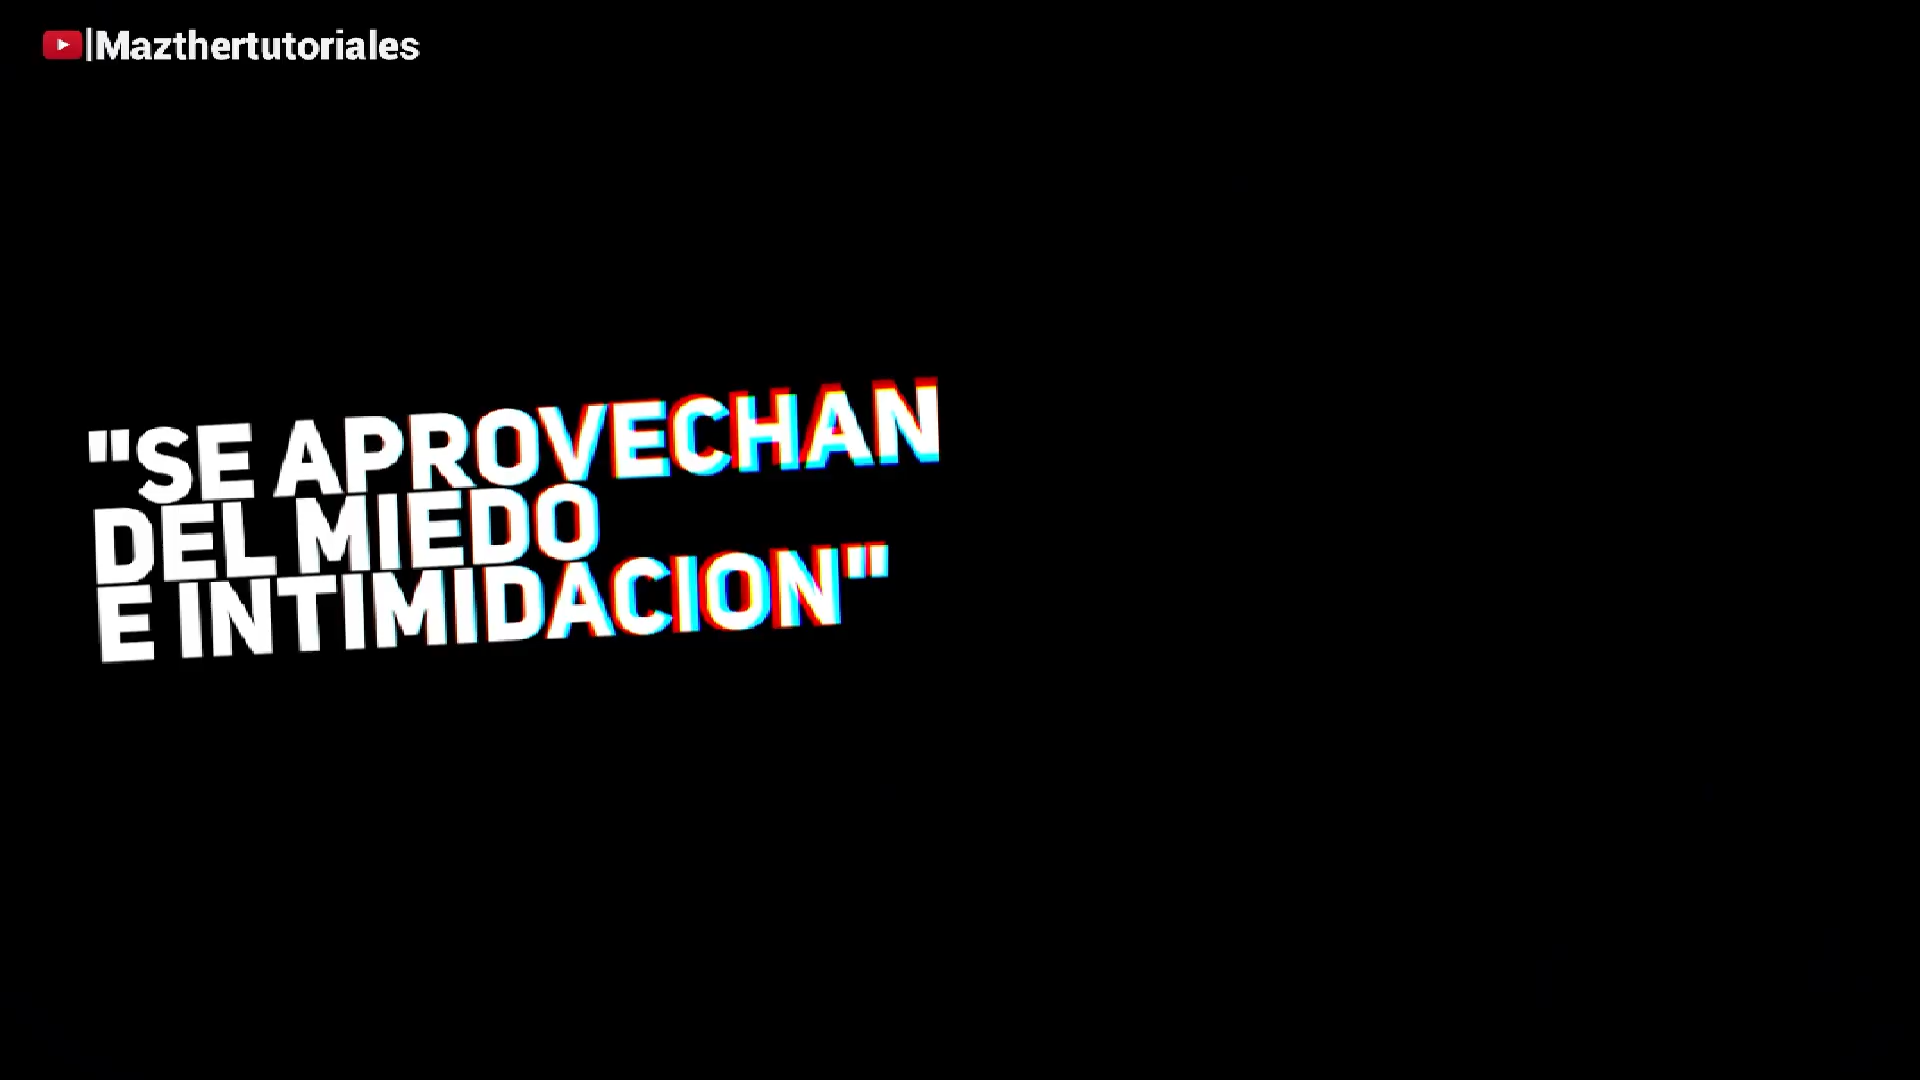 |Mazthertutoriales
"SE APROVECHAN
DEL MIEDO
E INTIMIDACION"